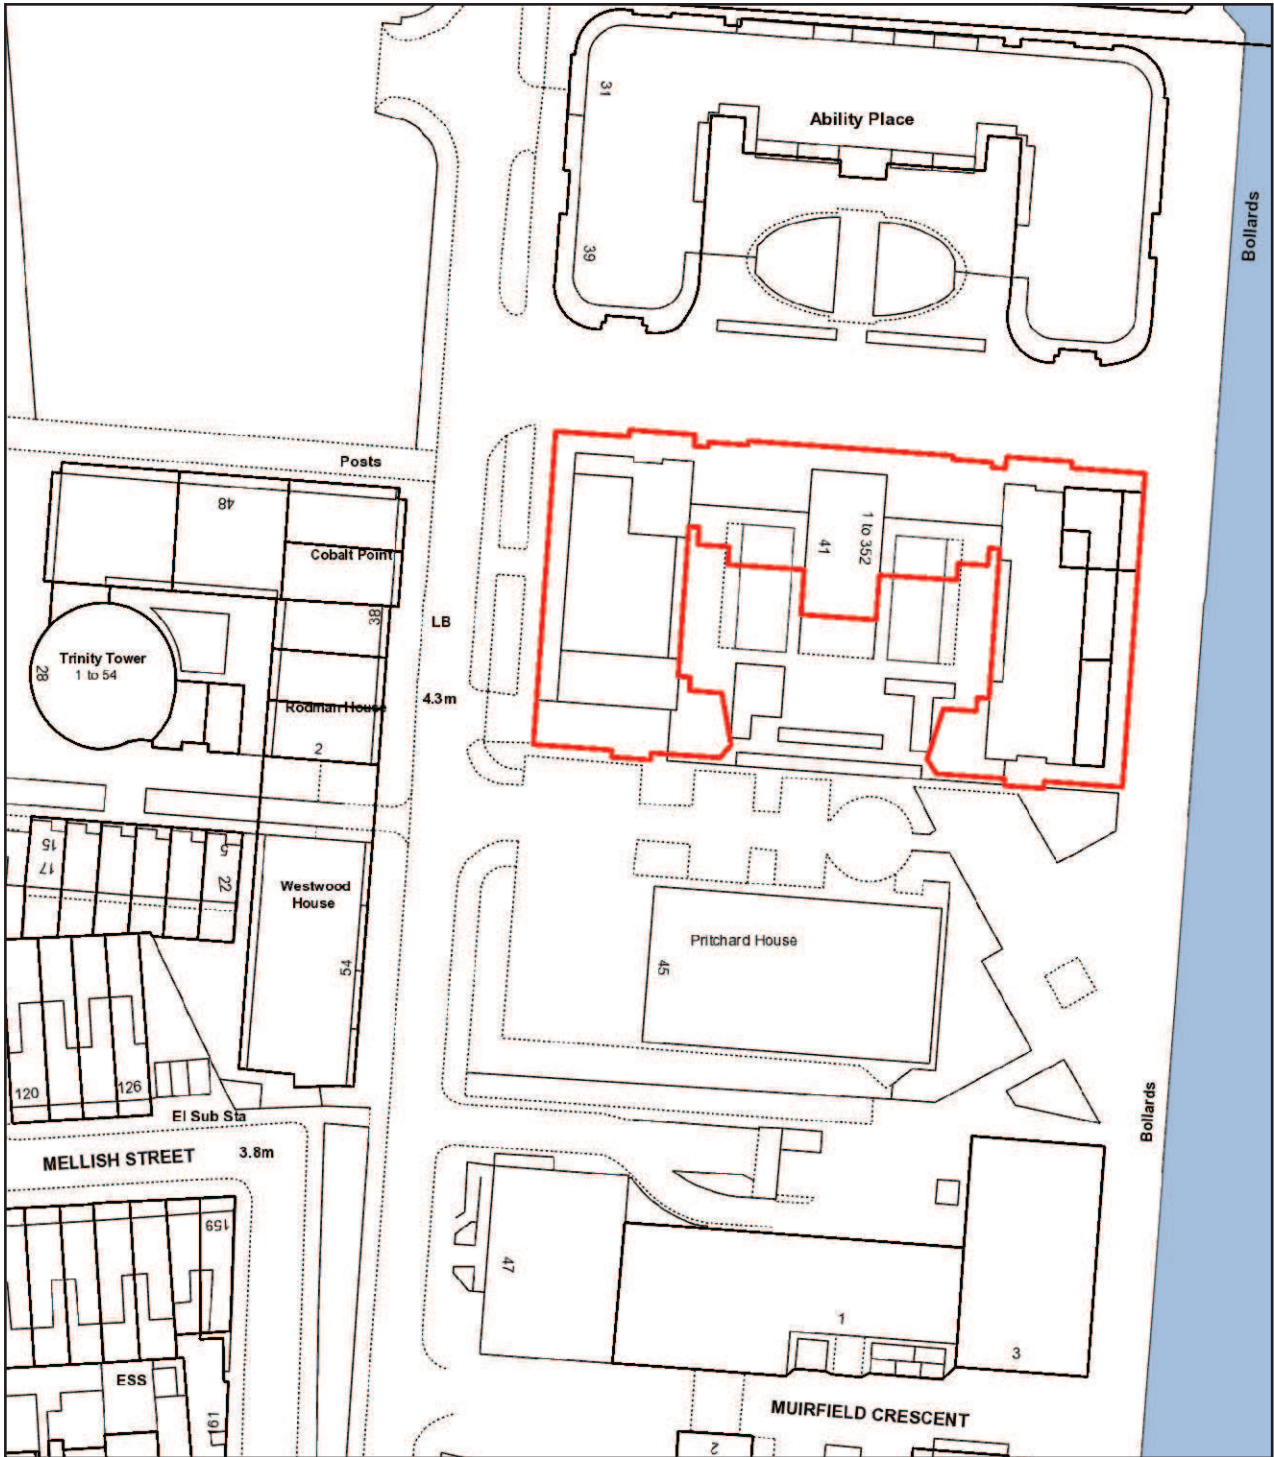 31
Ability Place
Bollards
39
Posts
48
1 to 352
41
Cobalt Point
38
LB
Trinity Tower
1 to 54
28
4.3m
Rodman House
2
15
17
5
22
Westwood
House
Pritchard House
45
54
120
126
El Sub Sta
Bollards
MELLISH STREET
3.8m
159
47
1
3
ESS
161
MUIRFIELD CRESCENT
2